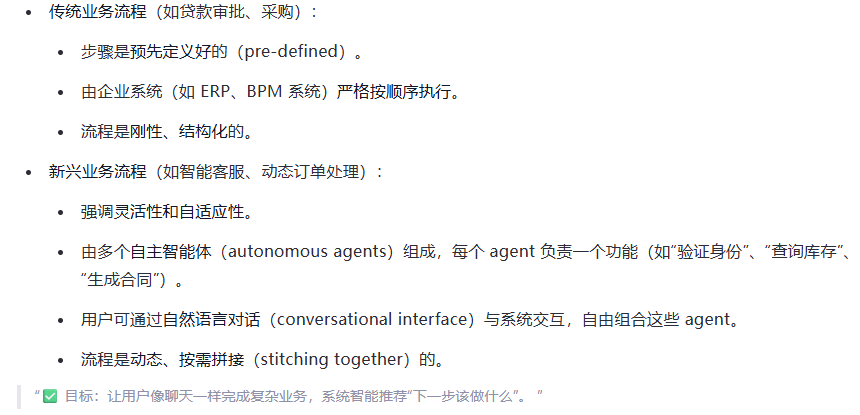 传统业务流程（如贷款审批、采购）：
步骤是预先定义好的（pre-defined）。
由企业系统（如 ERP、BPM 系统）严格按顺序执行。
流程是刚性、结构化的。
新兴业务流程（如智能客服、动态订单处理）：
强调灵活性和自适应性。
由多个自主智能体（autonomous agents）组成，每个 agent 负责一个功能（如“验证身份”、“查询库存”、
“生成合同”）。
用户可通过自然语言对话（conversational interface）与系统交互，自由组合这些 agent。
流程是动态、按需拼接（stitching together）的。
“✅ 目标：让用户像聊天一样完成复杂业务，系统智能推荐“下一步该做什么”。 ”